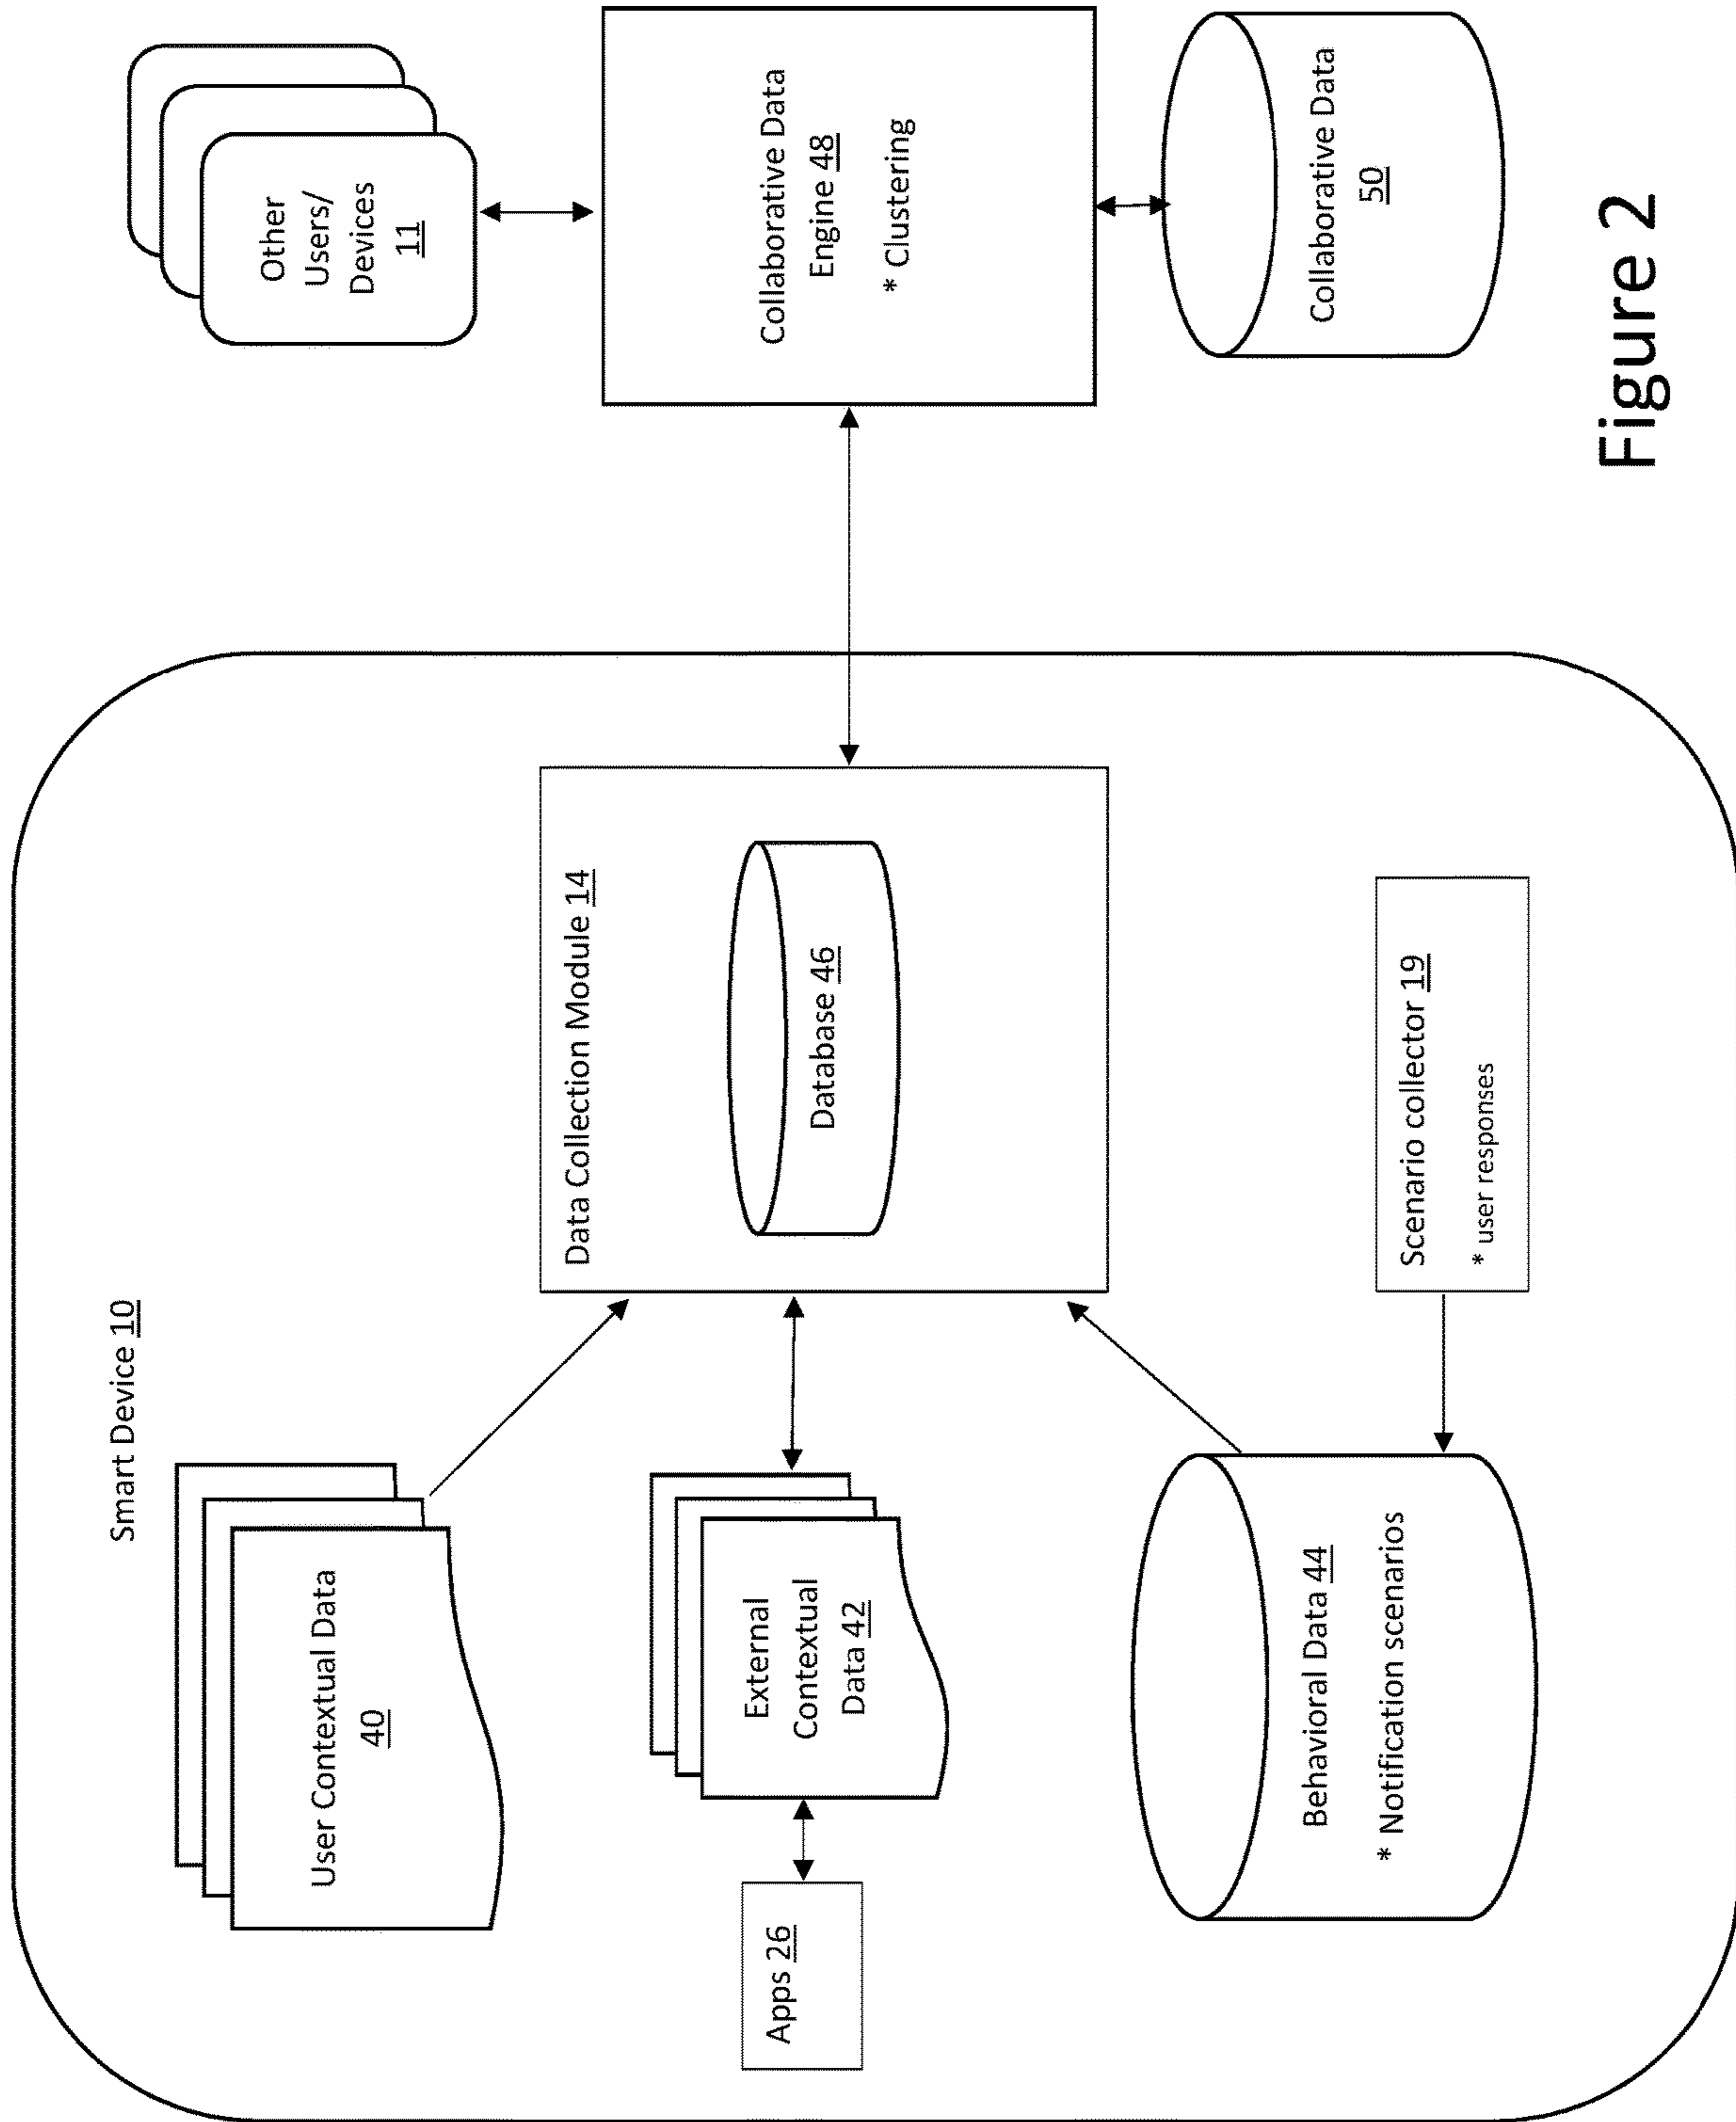 Smart Device 10
User Contextual Data
40
Apps 26
External
Contextual
Data 42
Behavioral Data 44
* Notification scenarios
Data Collection Module 14
Database 46
Scenario collector 19
* user responses
Other
Users/
Devices
11
Collaborative Data
Engine 48
* Clustering
Collaborative Data
50
Figure 2